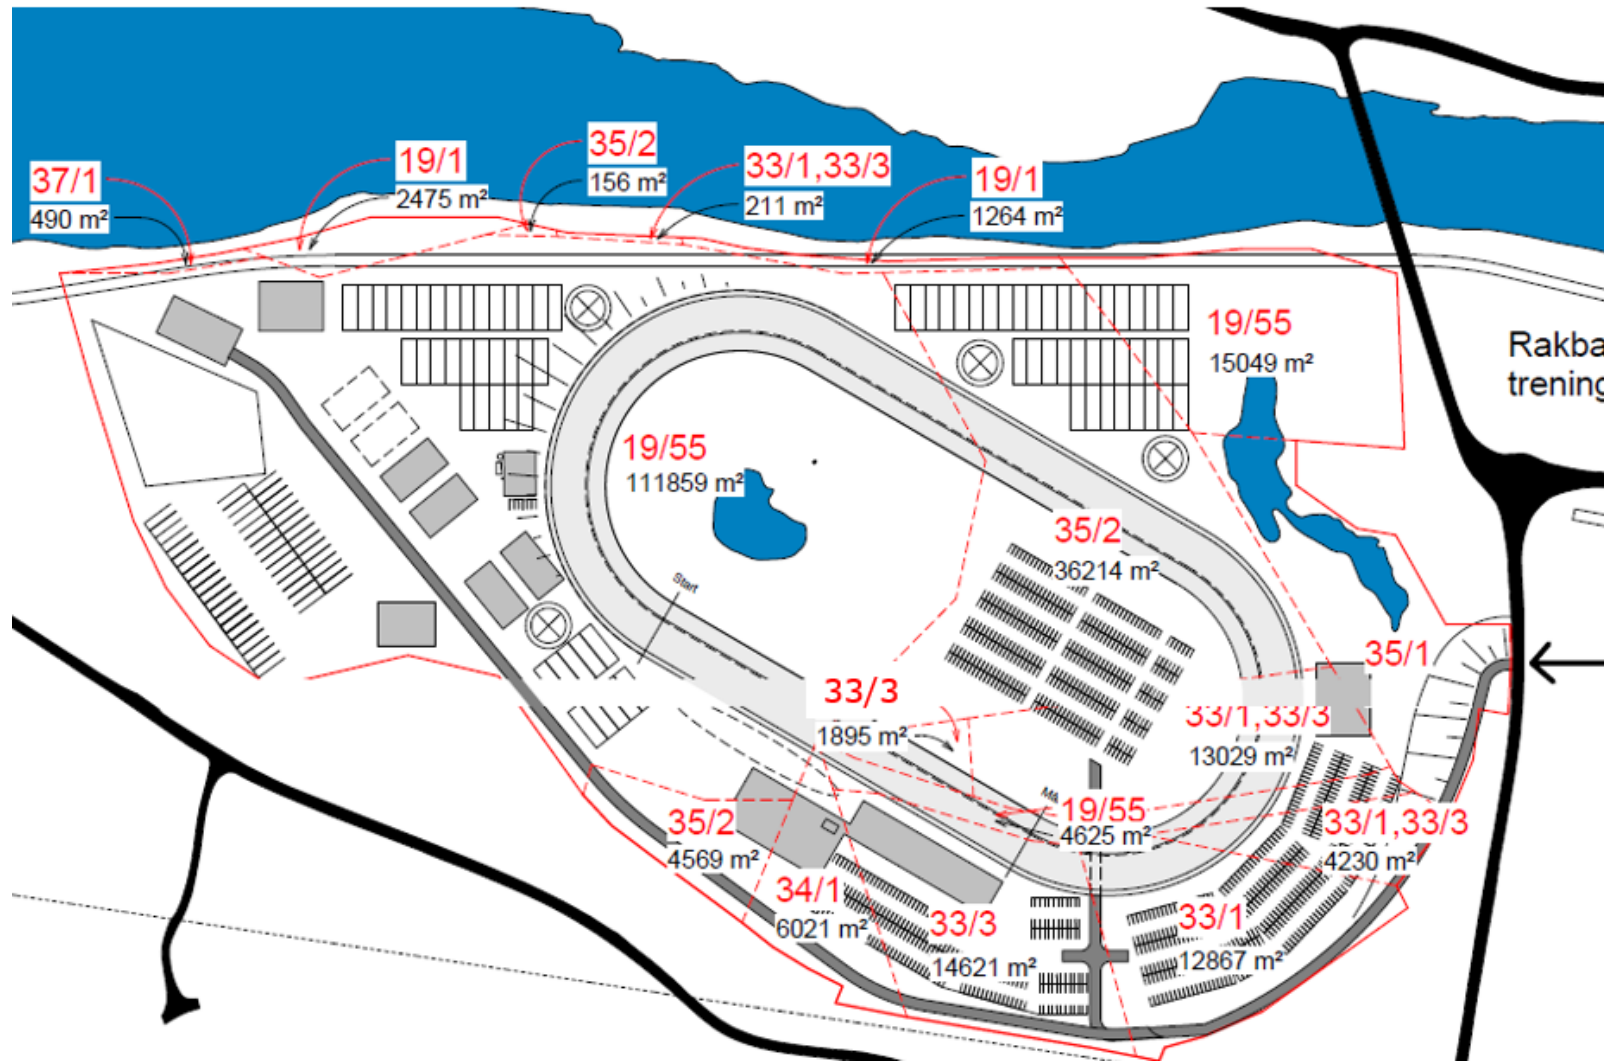 37/1
490 m²
19/1
2475 m²
35/2
156 m²
33/1,33/3
211 m²
19/1
1264 m²
19/55
15049 m²
Rakba
trening
19/55
111859 m²
35/2
36214 m²
Start
35/1
33/3
1895 m²
33/1,33/3
13029 m²
Må
19/55
4625 m²
35/2
4569 m²
33/1,33/3
4230 m²
34/1
6021 m²
33/3
14621 m²
33/1
12867 m²